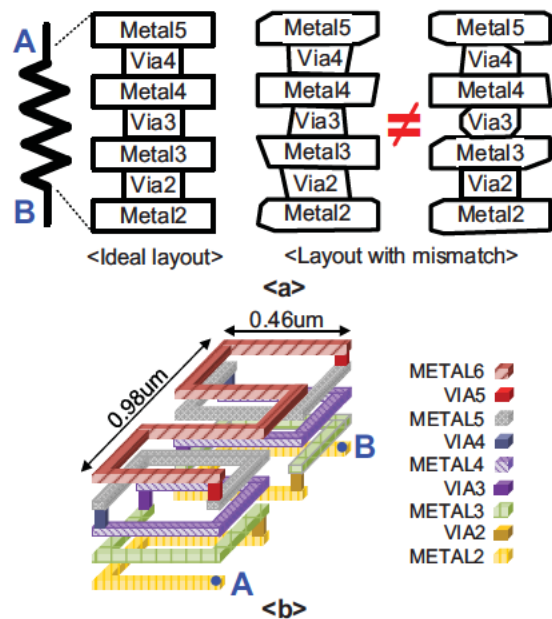 A
B
Metal5
Via4
Metal4
Via3
Metal3
Via2
Metal2
Metal5
Via4
Metal4
Via3
Metal3
Via2
Metal2
≠
Metal5
Via4
Metal4
Via3
Metal3
Via2
Metal2
<Ideal layout>
<Layout with mismatch>
<a>
0.46um
0.98um
B
A
METAL6
VIA5
METAL5
VIA4
METAL4
VIA3
METAL3
VIA2
METAL2
<b>